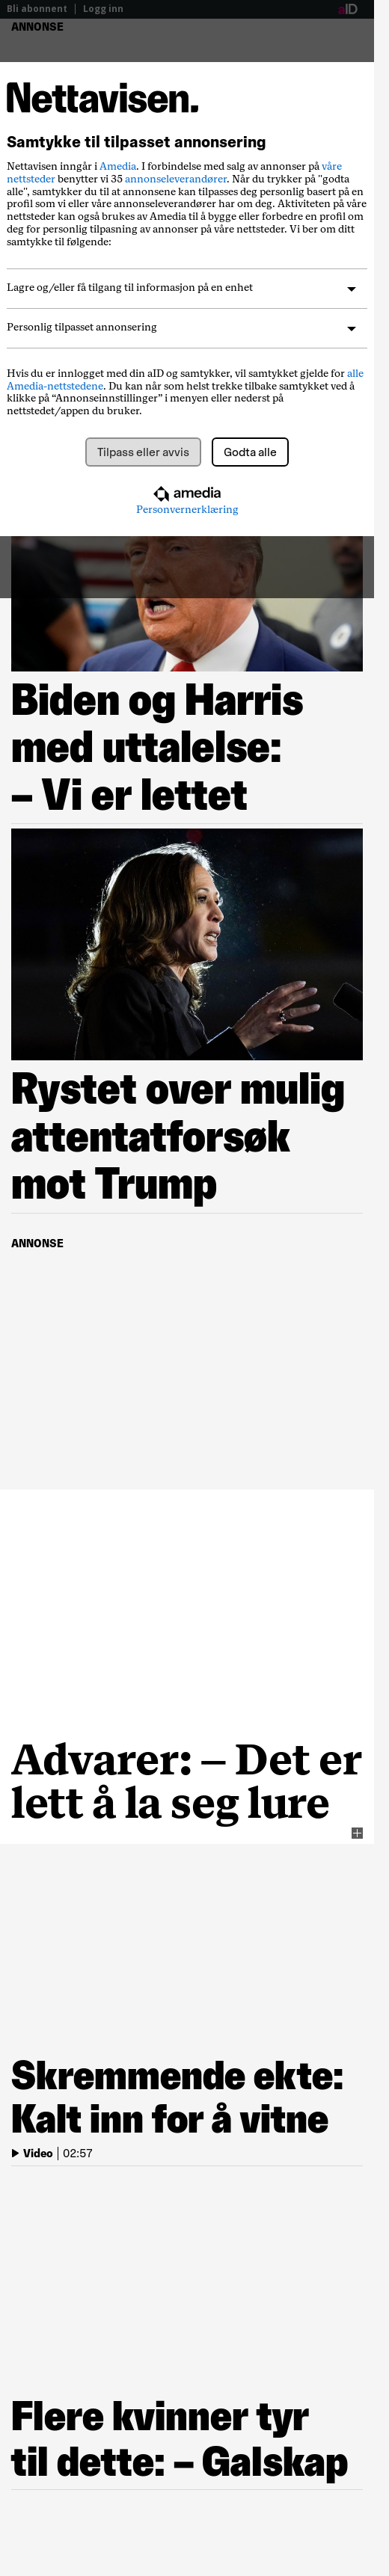 Bli abonnent | Logg inn
aID
ANNONSE
Nettavisen.
Samtykke til tilpasset annonsering
Nettavisen inngår i Amedia. I forbindelse med salg av annonser på våre
nettsteder benytter vi 35 annonseleverandører. Når du trykker på "godta
alle", samtykker du til at annonsene kan tilpasses deg personlig basert på en
profil som vi eller våre annonseleverandører har om deg. Aktiviteten på våre
nettsteder kan også brukes av Amedia til å bygge eller forbedre en profil om
deg for personlig tilpasning av annonser på våre nettsteder. Vi ber om ditt
samtykke til følgende:
Lagre og/eller få tilgang til informasjon på en enhet
Personlig tilpasset annonsering
Hvis du er innlogget med din aID og samtykker, vil samtykket gjelde for alle
Amedia-nettstedene. Du kan når som helst trekke tilbake samtykket ved å
klikke på “Annonseinnstillinger” i menyen eller nederst på
nettstedet/appen du bruker.
Tilpass eller avvis
Godta alle
amedia
Personvernerklæring
Biden og Harris
med uttalelse:
– Vi er lettet
Rystet over mulig
attentatforsøk
mot Trump
ANNONSE
Advarer: – Det er
lett å la seg lure
Skremmende ekte:
Kalt inn for å vitne
Video | 02:57
Flere kvinner tyr
til dette: – Galskap